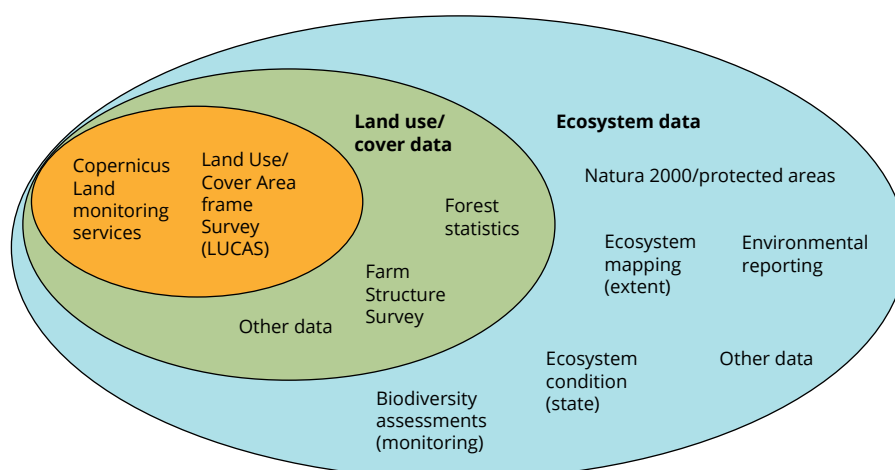 Land use/
cover data
Ecosystem data
Copernicus
Land
monitoring
services
Land Use/
Cover Area
frame
Survey
(LUCAS)
Natura 2000/protected areas
Forest
statistics
Ecosystem
mapping
(extent)
Environmental
reporting
Farm
Structure
Survey
Other data
Ecosystem
condition
(state)
Other data
Biodiversity
assessments
(monitoring)